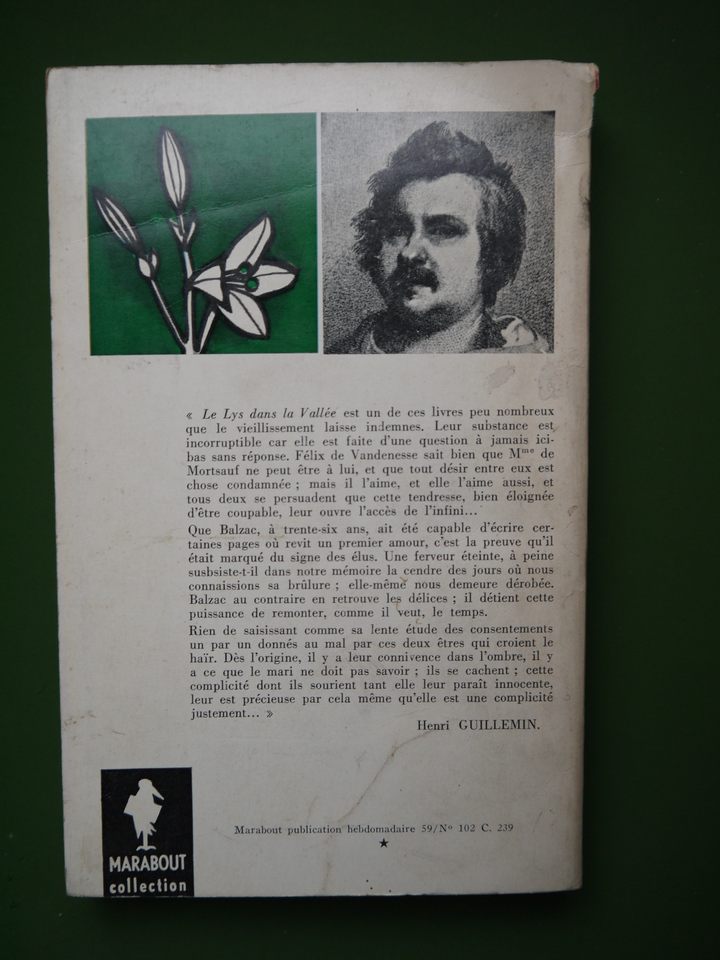 « Le Lys dans la Vallée est un de ces livres peu nombreux
que le vieillissement laisse indemnes. Leur substance est
incorruptible car elle est faite d'une question à jamais ici-
bas sans réponse. Félix de Vandenesse sait bien que Mme de
Mortsauf ne peut être à lui, et que tout désir entre eux est
chose condamnée ; mais il l'aime, et elle l'aime aussi, et
tous deux se persuadent que cette tendresse, bien éloignée
d'être coupable, leur ouvre l'accès de l'infini...
Que Balzac, à trente-six ans, ait été capable d'écrire cer-
taines pages où revit un premier amour, c'est la preuve qu'il
était marqué du signe des élus. Une ferveur éteinte, à peine
susbsiste-t-il dans notre mémoire la cendre des jours où nous
connaissions sa brûlure ; elle-même nous demeure dérobée.
Balzac au contraire en retrouve les délices ; il détient cette
puissance de remonter, comme il veut, le temps.
Rien de saisissant comme sa lente étude des consentements
un par un donnés au mal par ces deux êtres qui croient le
haïr. Dès l'origine, il y a leur connivence dans l'ombre, il y
a ce que le mari ne doit pas savoir ; ils se cachent ; cette
complicité dont ils sourient tant elle leur paraît innocente,
leur est précieuse par cela même qu'elle est une complicité
justement... »
Henri GUILLEMIN.
Marabout publication hebdomadaire 59/No 102 C. 239
★
MARABOUT
collection